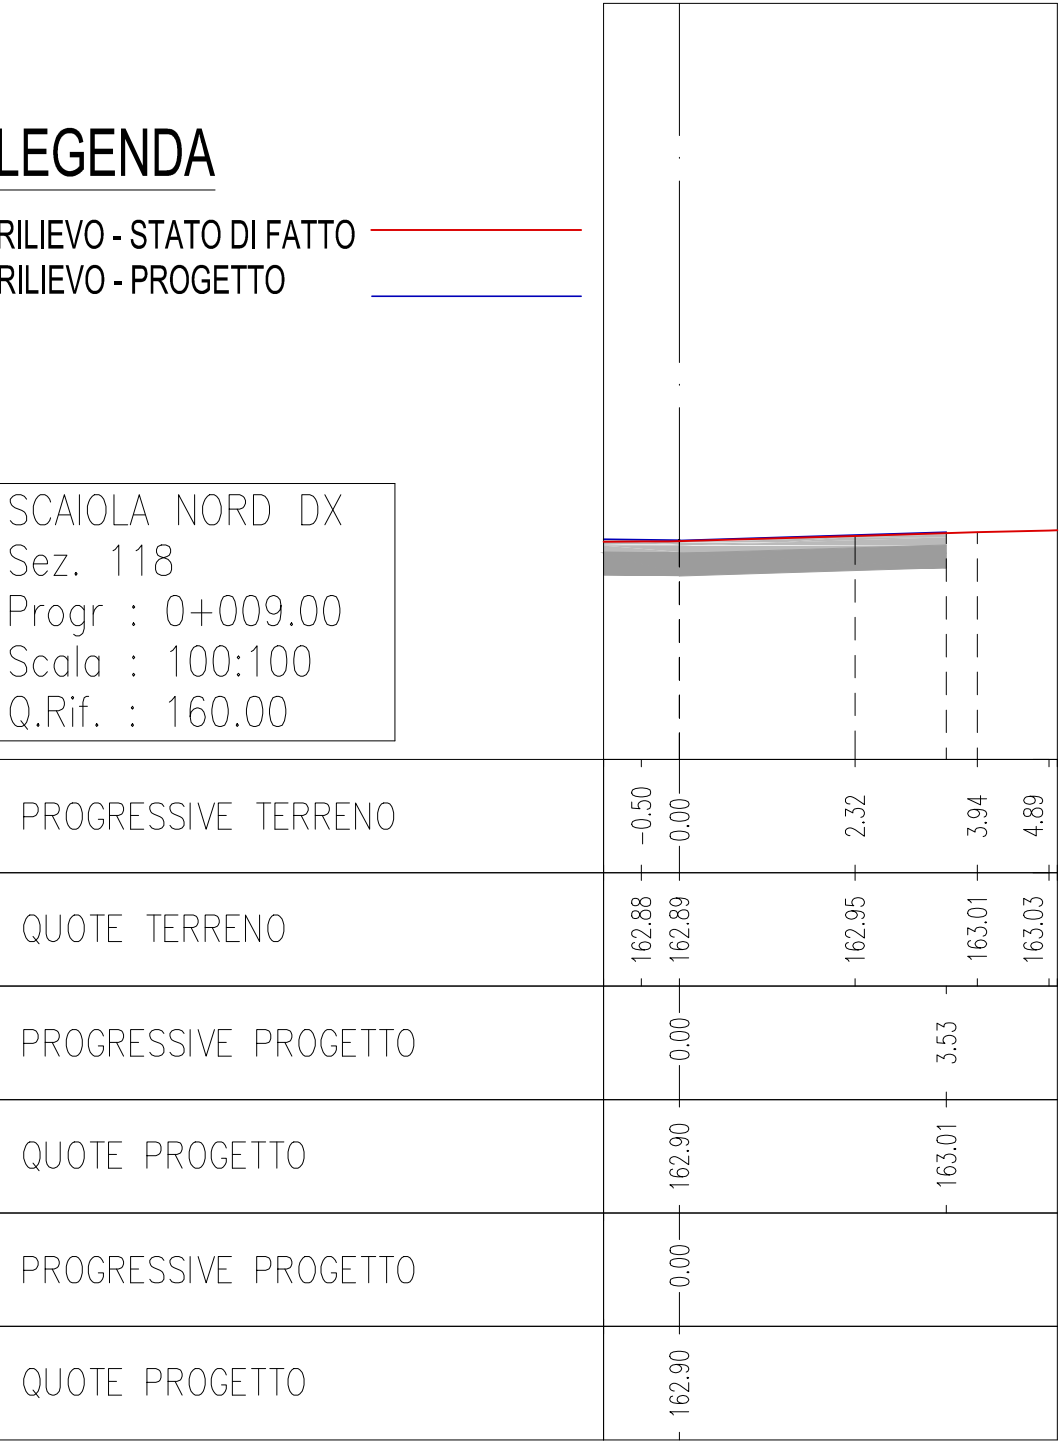 LEGENDA
RILIEVO - STATO DI FATTO
RILIEVO - PROGETTO
SCAIOLA NORD DX
Sez. 118
Progr : 0+009.00
Scala : 100:100
Q.Rif. : 160.00
PROGRESSIVE TERRENO
-0.50 0.00 2.32 3.94 4.89
QUOTE TERRENO
162.88 162.89 162.95 163.01 163.03
PROGRESSIVE PROGETTO
0.00 3.53
QUOTE PROGETTO
162.90 163.01
PROGRESSIVE PROGETTO
0.00
QUOTE PROGETTO
162.90